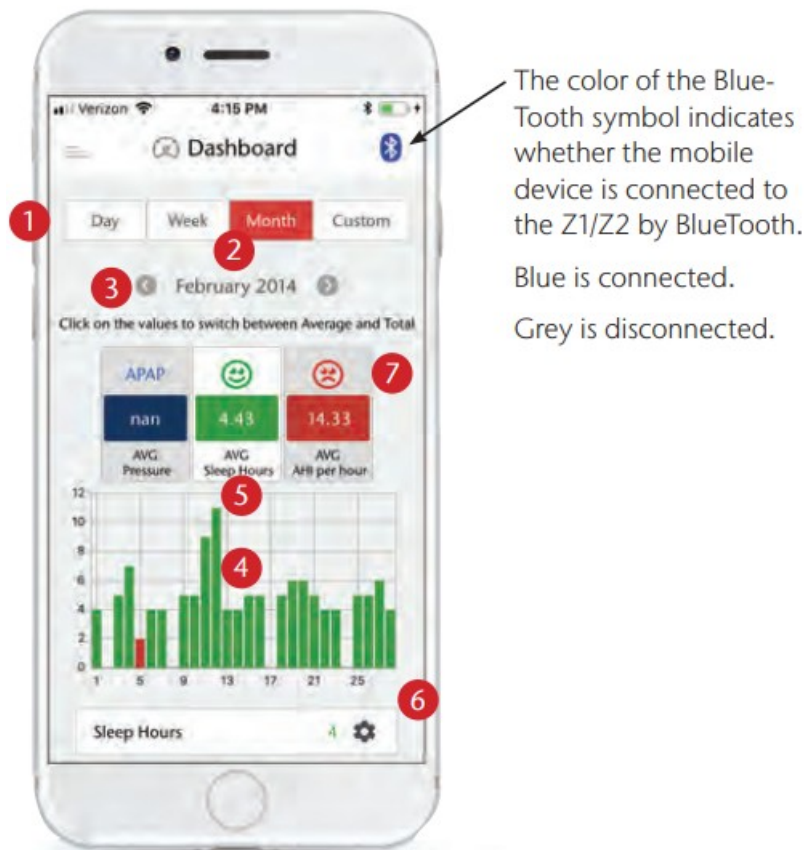 Verizon 4:15 PM
Dashboard
The color of the Blue-
Tooth symbol indicates
whether the mobile
device is connected to
the Z1/Z2 by BlueTooth.
Blue is connected.
Grey is disconnected.
1 Day Week Month Custom
2
3 February 2014
Click on the values to switch between Average and Total
APAP 7
nan 4.43 14.33
AVG AVG AVG
Pressure Sleep Hours AHI per hour
5
12
10
8
4
6
4
2
0
1 5 9 13 17 21 25
6
Sleep Hours 4